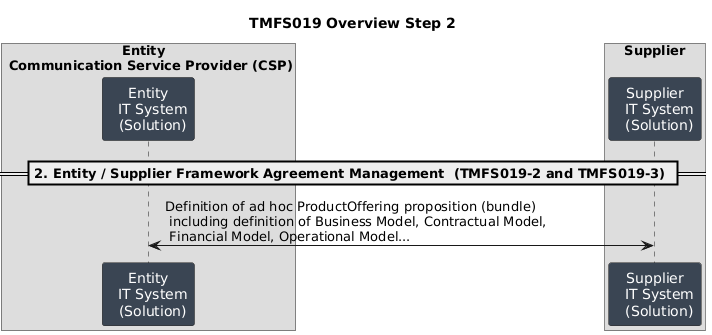 TMFS019 Overview Step 2
Entity
Communication Service Provider (CSP)
Supplier
Entity
IT System
(Solution)
Supplier
IT System
(Solution)
2. Entity / Supplier Framework Agreement Management  (TMFS019-2 and TMFS019-3)
Definition of ad hoc ProductOffering proposition (bundle)
including definition of Business Model, Contractual Model,
Financial Model, Operational Model...
Entity
IT System
(Solution)
Supplier
IT System
(Solution)